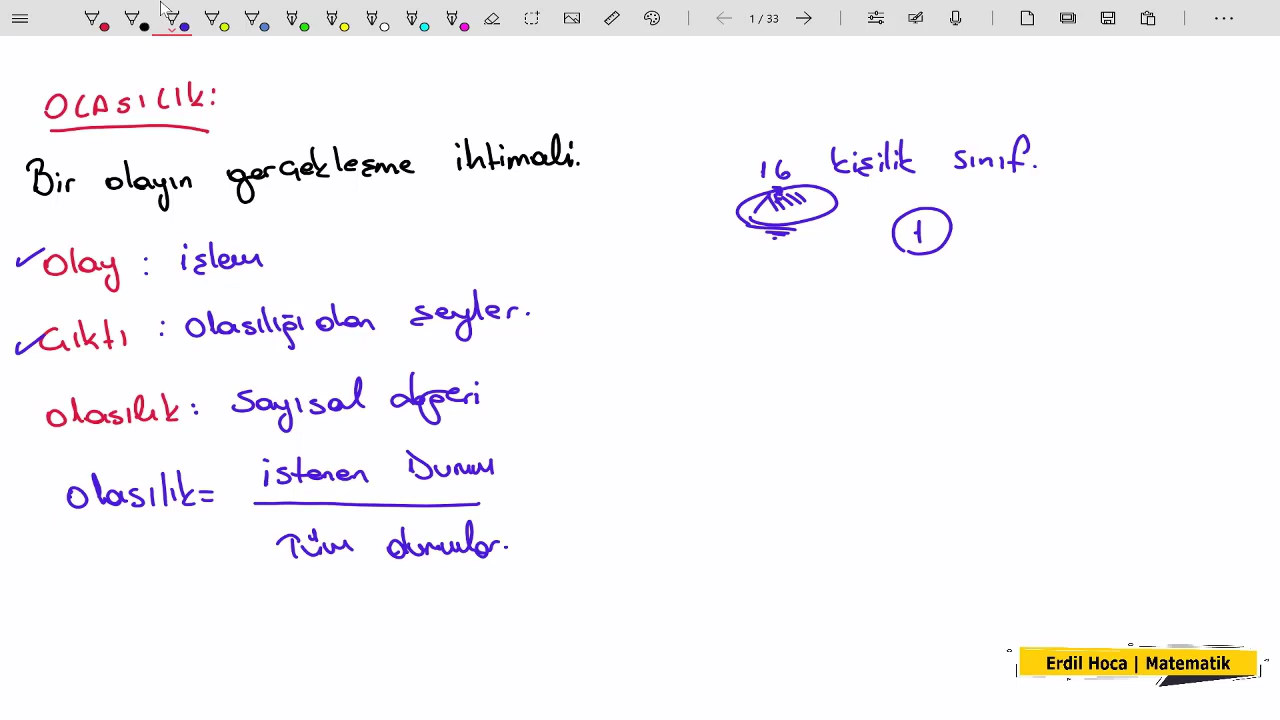 1 / 33
OLASILIK:
Bir olayın gerçekleşme ihtimali.
Olay : işlem
Çıktı : Olasılığı olan şeyler.
Olasılık : Sayısal değeri
Olasılık = istenen Durum
Tüm durumlar.
16 kişilik sınıf.
1
Erdil Hoca | Matematik